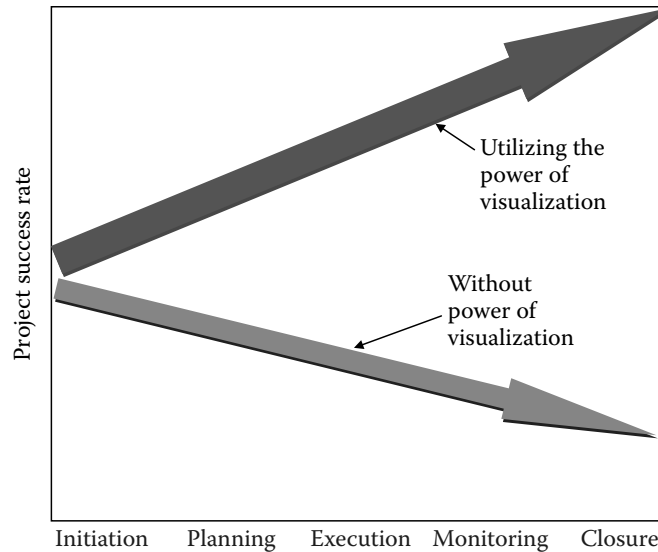 Project success rate
Utilizing the
power of
visualization
Without
power of
visualization
Initiation Planning Execution Monitoring Closure